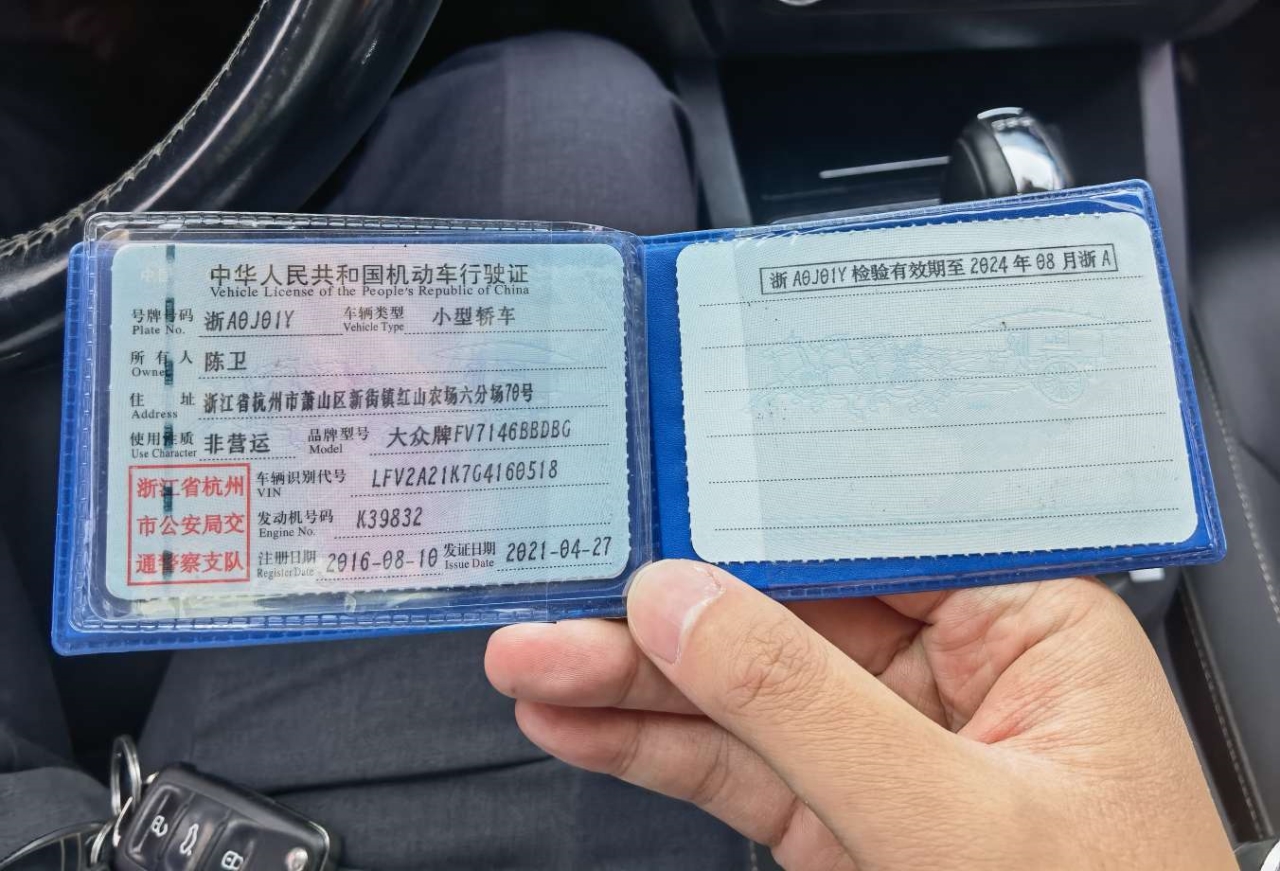 中华人民共和国机动车行驶证
Vehicle License of the People's Republic of China
号牌号码 浙A0J01Y 车辆类型 小型轿车
Plate No. Vehicle Type
所有人 陈卫
Owner
住址 浙江省杭州市萧山区新街镇红山农场六分场70号
Address
使用性质 非营运 品牌型号 大众牌FV7146BBDBG
Use Character Model
浙江省杭州
市公安局交
通警察支队
车辆识别代号 LFV2A21K7G4160518
VIN
发动机号码 K39832
Engine No.
注册日期 2016-08-10 发证日期 2021-04-27
Register Date Issue Date
浙A0J01Y检验有效期至2024年08月浙A